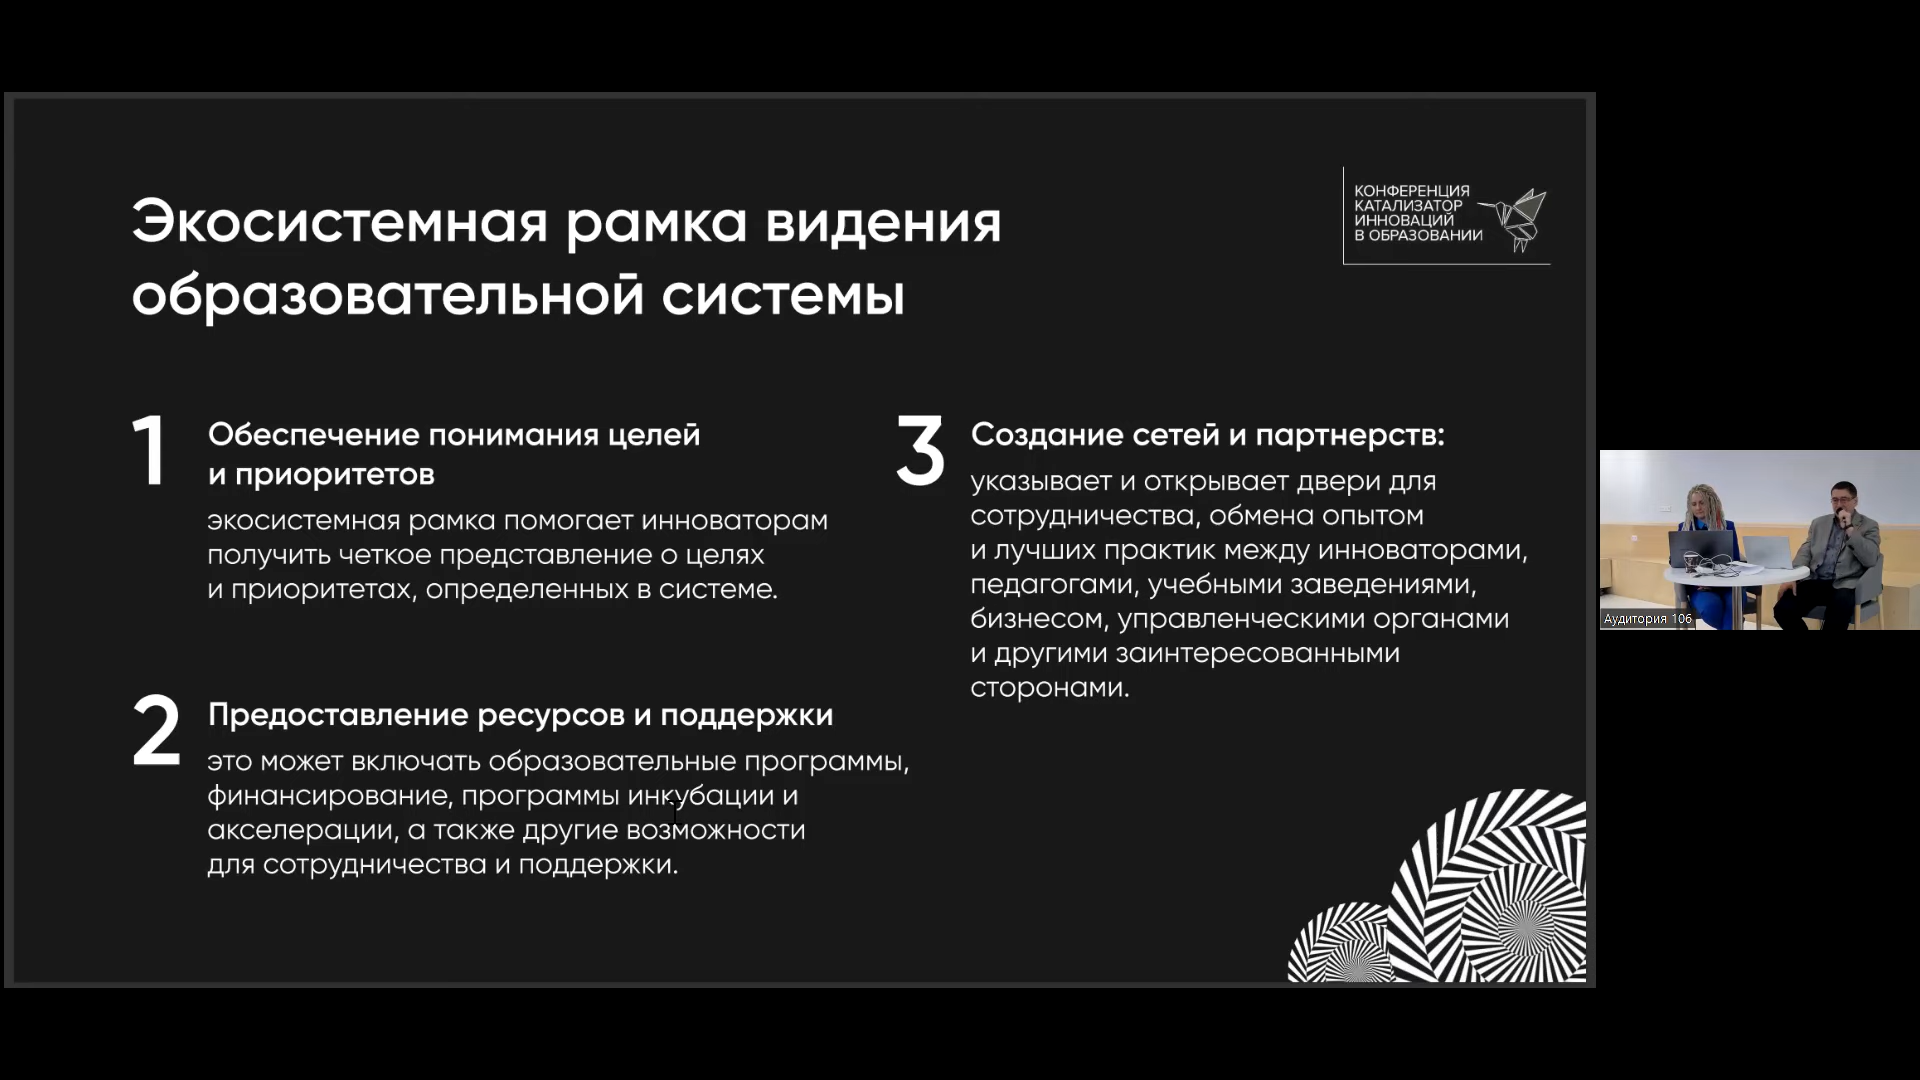 Экосистемная рамка видения
образовательной системы
КОНФЕРЕНЦИЯ
КАТАЛИЗАТОР
ИННОВАЦИЙ
В ОБРАЗОВАНИИ
1
Обеспечение понимания целей
и приоритетов
экосистемная рамка помогает инноваторам
получить четкое представление о целях
и приоритетах, определенных в системе.
2
Предоставление ресурсов и поддержки
это может включать образовательные программы,
финансирование, программы инкубации и
акселерации, а также другие возможности
для сотрудничества и поддержки.
3
Создание сетей и партнерств:
указывает и открывает двери для
сотрудничества, обмена опытом
и лучших практик между инноваторами,
педагогами, учебными заведениями,
бизнесом, управленческими органами
и другими заинтересованными
сторонами.
Аудитория 106